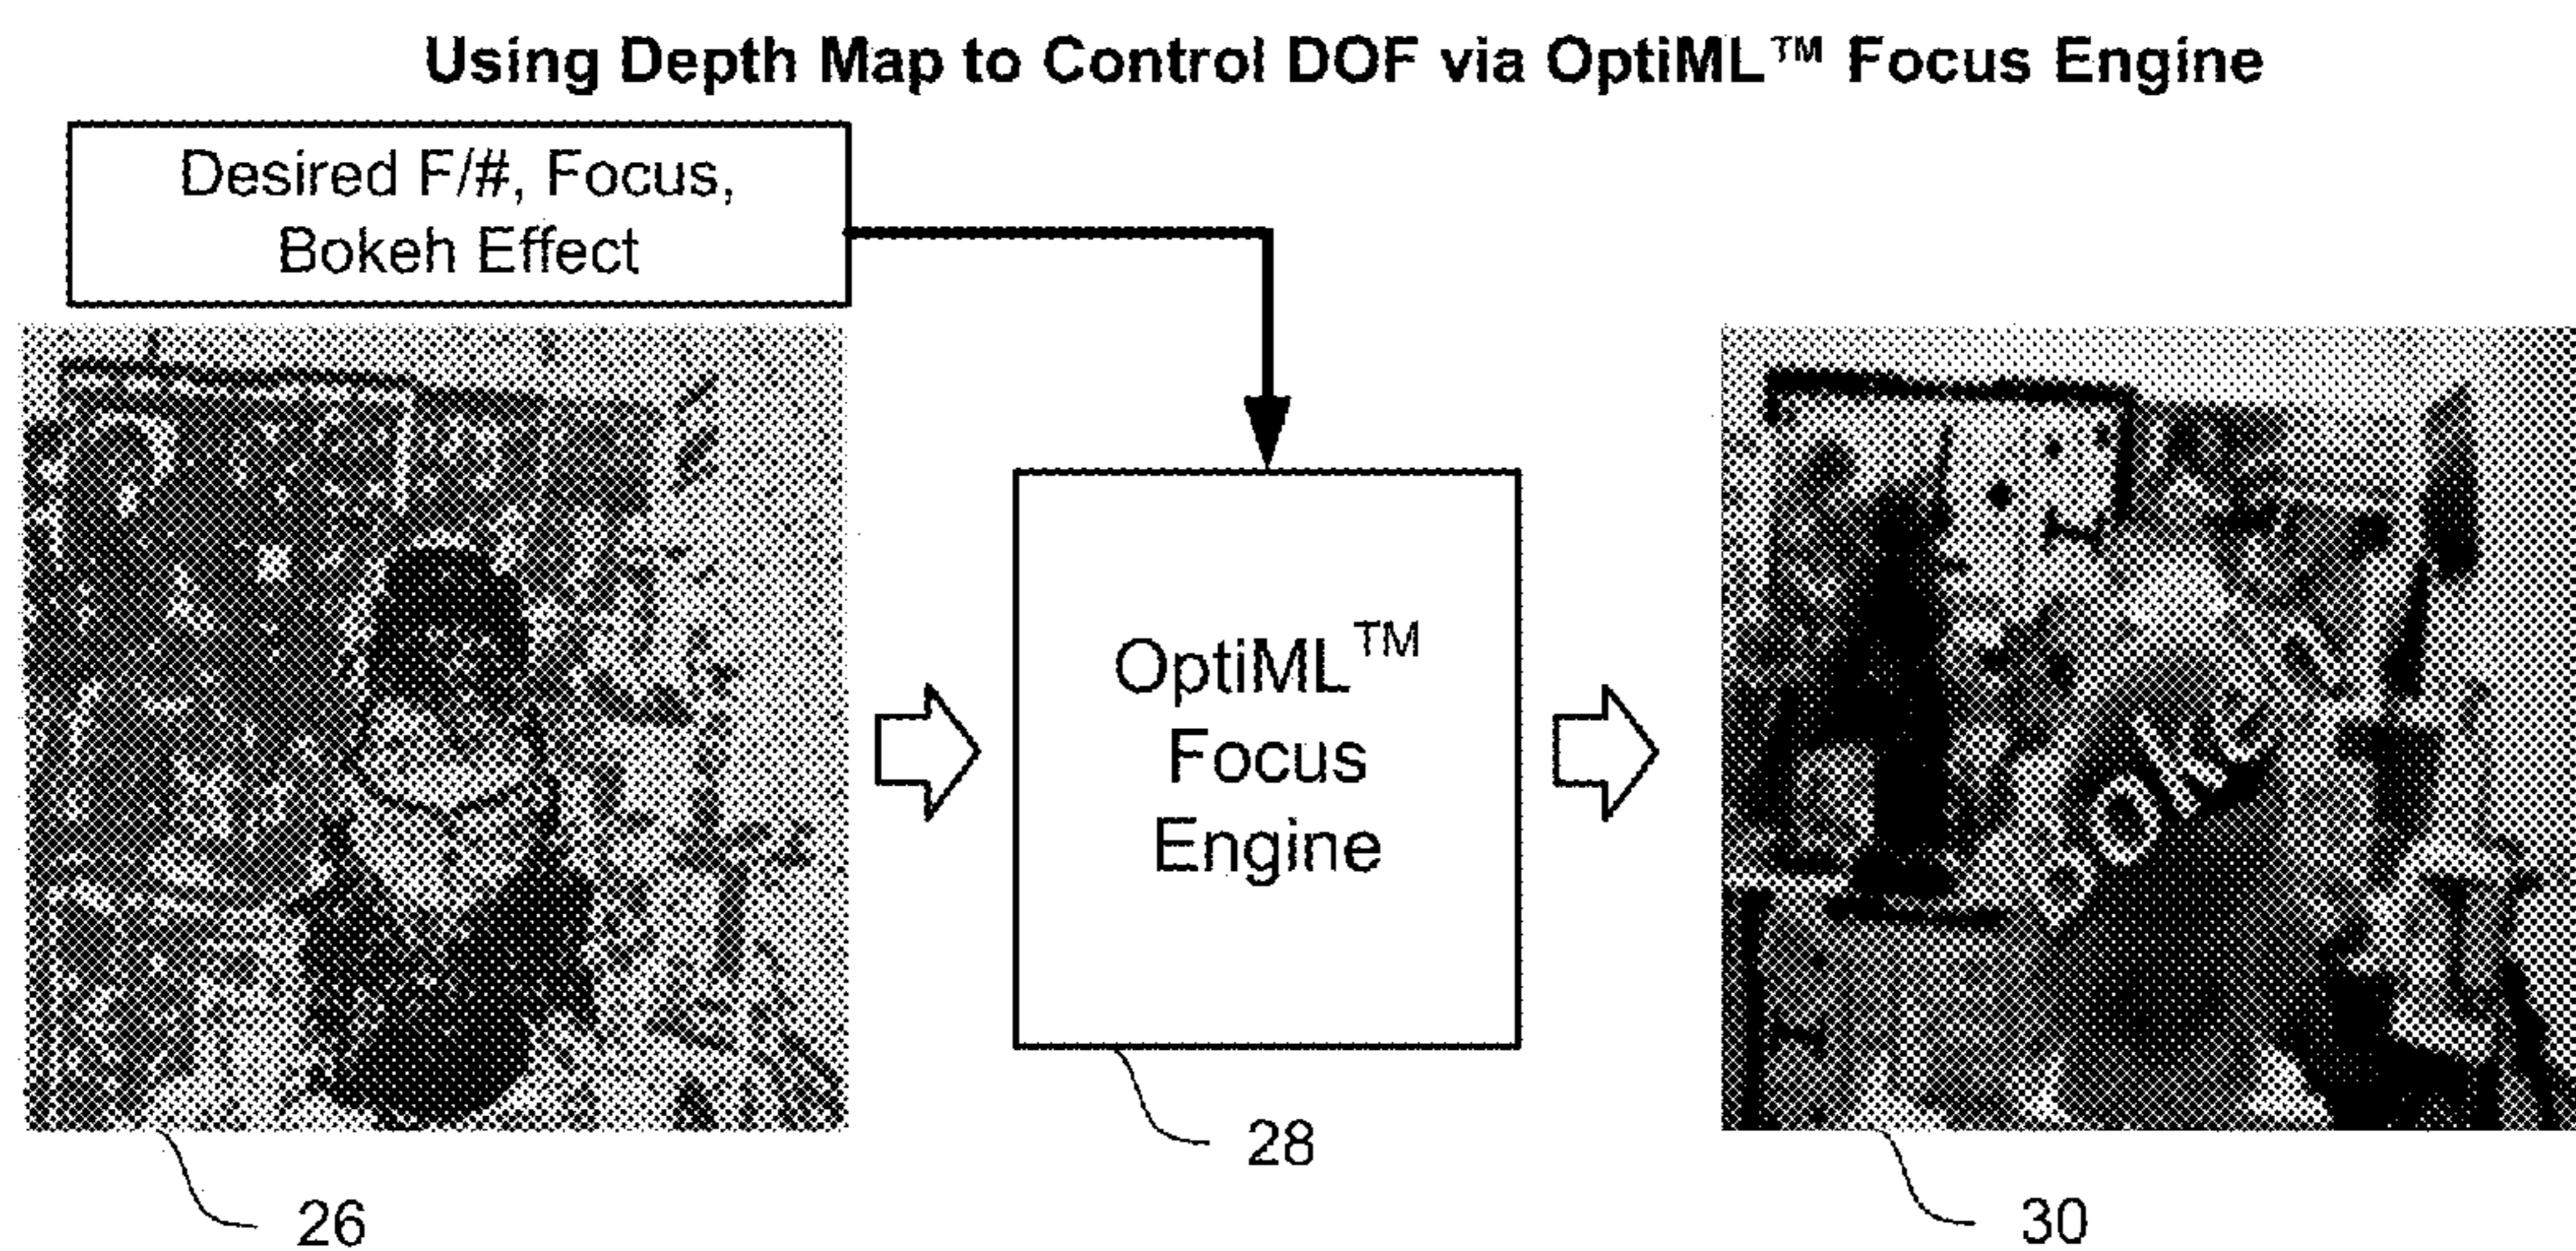 Using Depth Map to Control DOF via OptiML™ Focus Engine
Desired F/#, Focus,
Bokeh Effect
OptiML™
Focus
Engine
28
26
30